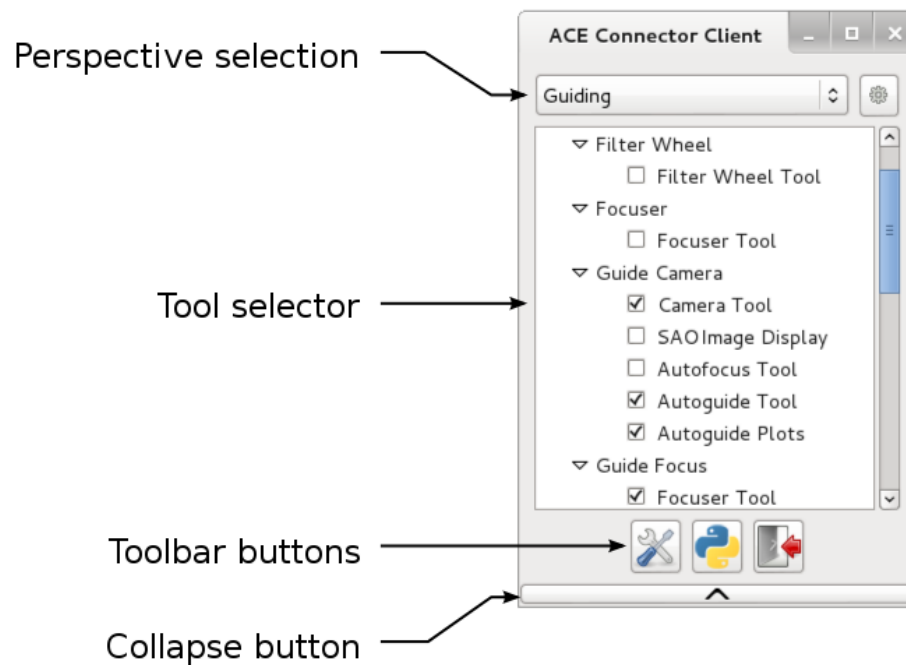 ACE Connector Client
Perspective selection
Guiding
Filter Wheel
Filter Wheel Tool
Focuser
Focuser Tool
Guide Camera
Tool selector
Camera Tool
SAOImage Display
Autofocus Tool
Autoguide Tool
Autoguide Plots
Guide Focus
Focuser Tool
Toolbar buttons
Collapse button